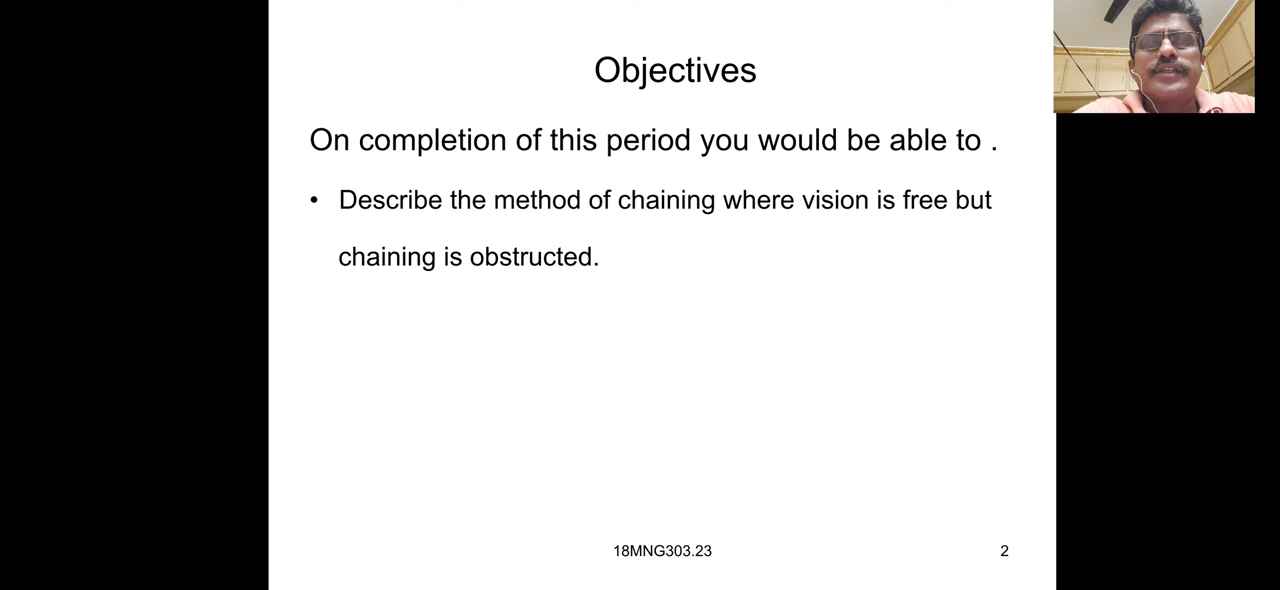 Objectives
On completion of this period you would be able to .
• Describe the method of chaining where vision is free but
chaining is obstructed.
18MNG303.23
2